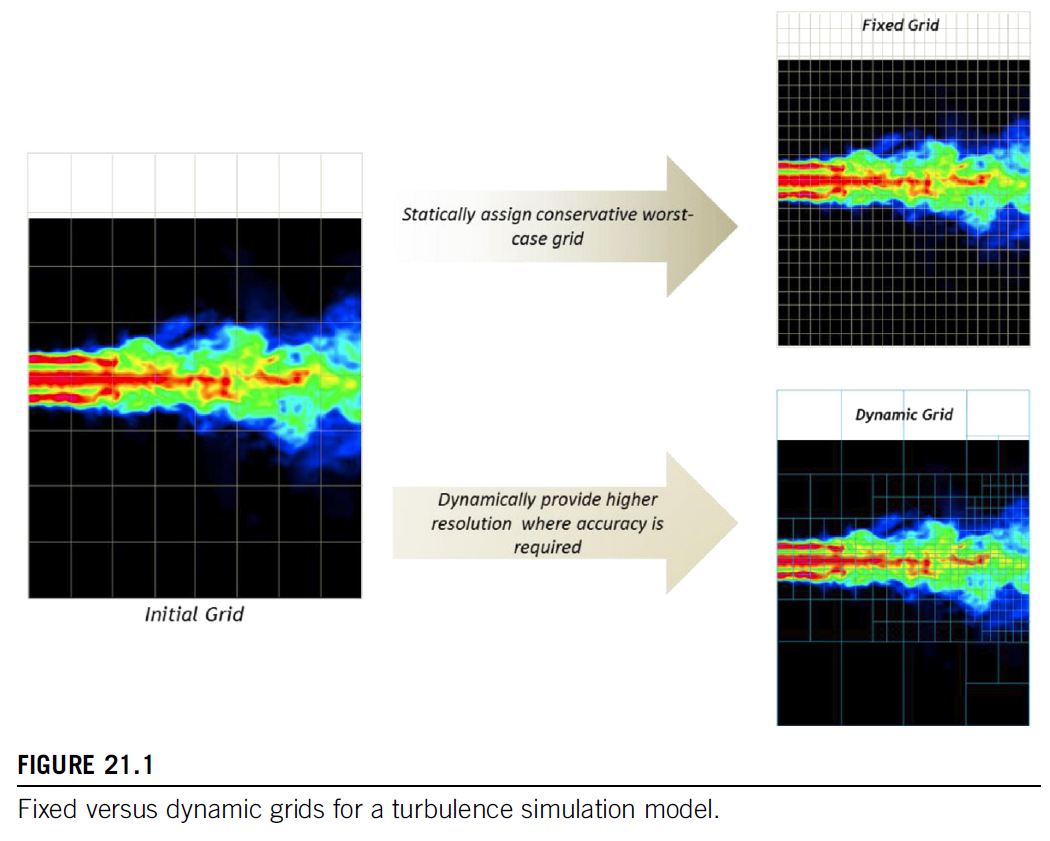 Fixed Grid
Statically assign conservative worst-
case grid
Dynamic Grid
Dynamically provide higher
resolution where accuracy is
required
Initial Grid
FIGURE 21.1
Fixed versus dynamic grids for a turbulence simulation model.